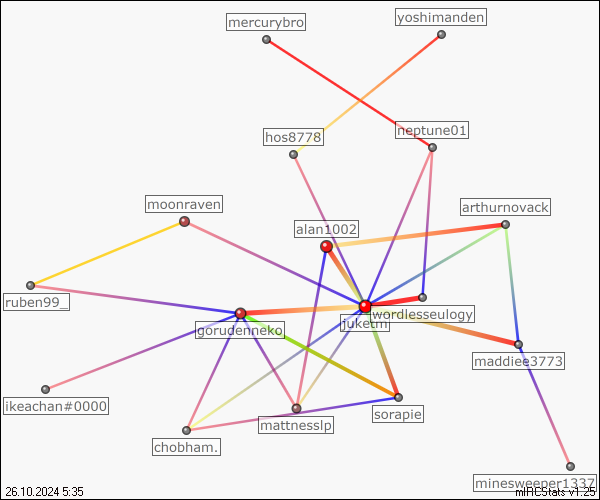 yoshimanden
mercurybro
neptune01
hos8778
moonraven
arthurnovack
alan1002
ruben99_
wordlesseulogy
juketm
gorudenneko
maddiee3773
ikeachan#0000
sorapie
mattnesslp
chobham.
minesweeper1337
26.10.2024 5:35
mIRCStats v1.25